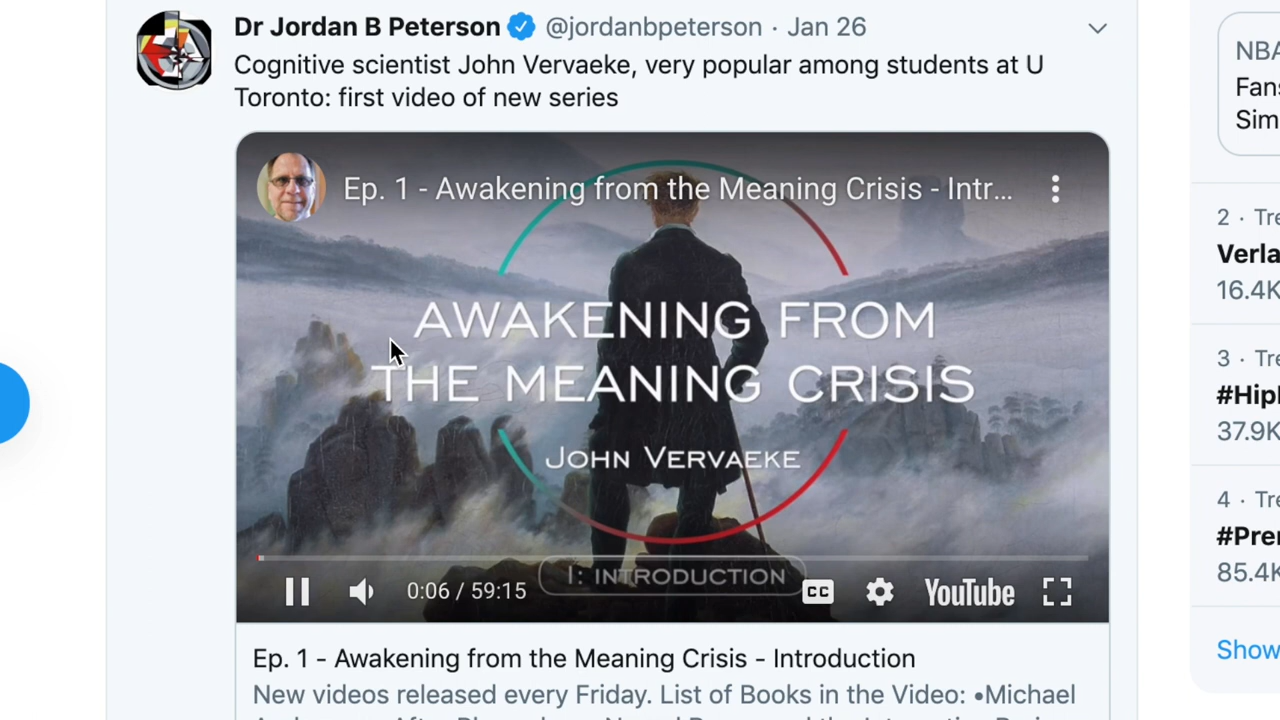 Dr Jordan B Peterson @jordanbpeterson · Jan 26
Cognitive scientist John Vervaeke, very popular among students at U
Toronto: first video of new series
Ep. 1 - Awakening from the Meaning Crisis - Intr...
AWAKENING FROM
THE MEANING CRISIS
JOHN VERVAEKE
I: INTRODUCTION
0:06 / 59:15
CC
YouTube
Ep. 1 - Awakening from the Meaning Crisis - Introduction
New videos released every Friday. List of Books in the Video: •Michael
NBA
Fans
Sim
2 · Tre
Verla
16.4K
3 · Tre
#Hip
37.9K
4 · Tre
#Prer
85.4K
Show